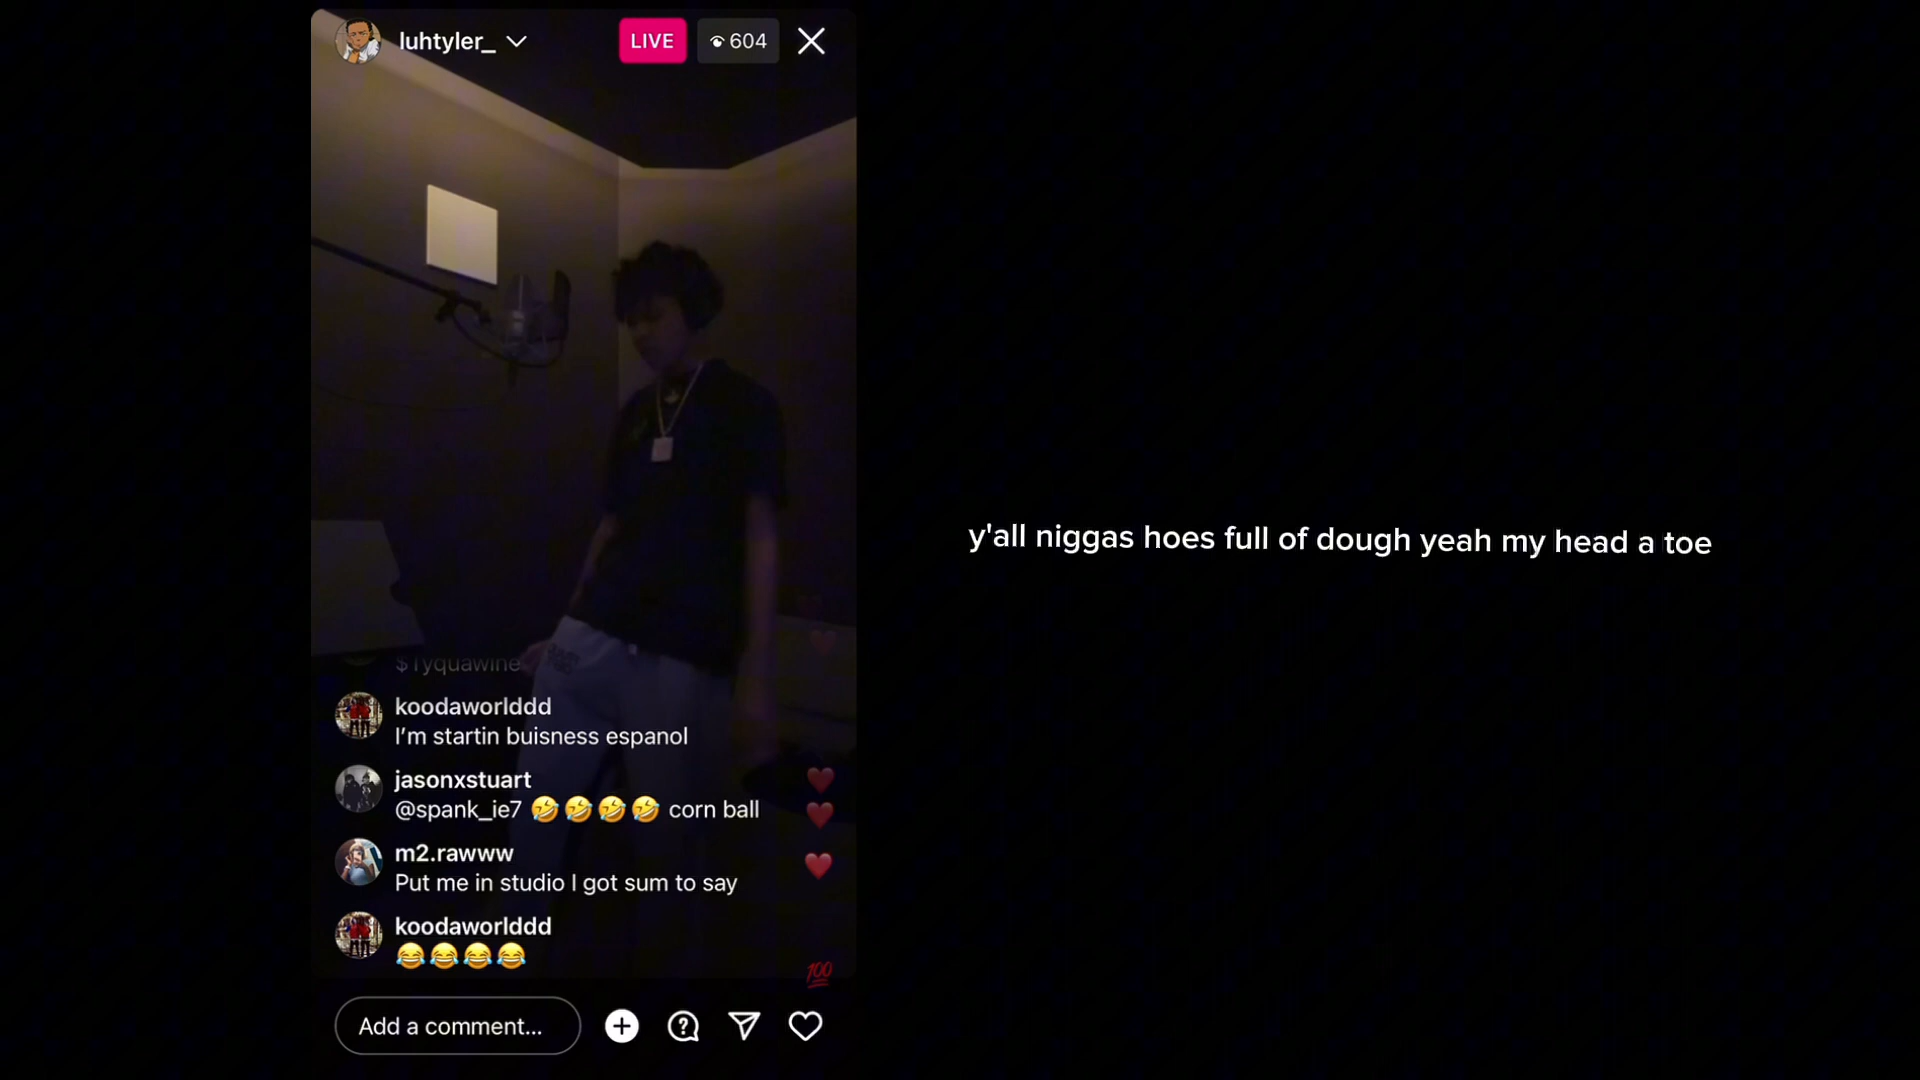 luhtyler_
LIVE
604
y'all niggas hoes full of dough yeah my head a toe
$Tyquawine
koodaworlddd
I'm startin buisness espanol
jasonxstuart
@spank_ie7 🤣🤣🤣🤣 corn ball
m2.rawww
Put me in studio I got sum to say
koodaworlddd
😂😂😂😂
💯
Add a comment...